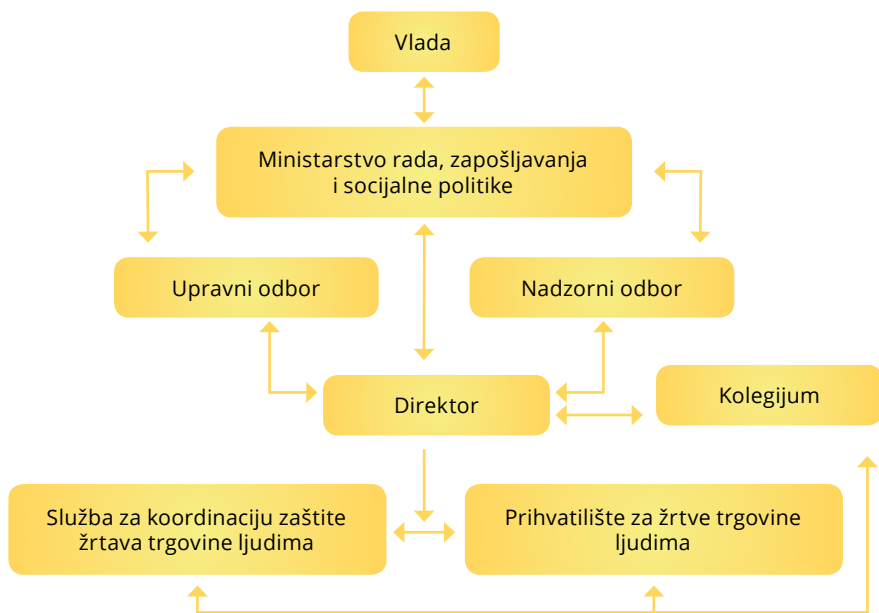 Vlada
Ministarstvo rada, zapošljavanja
i socijalne politike
Upravni odbor
Nadzorni odbor
Direktor
Kolegijum
Služba za koordinaciju zaštite
žrtava trgovine ljudima
Prihvatilište za žrtve trgovine
ljudima